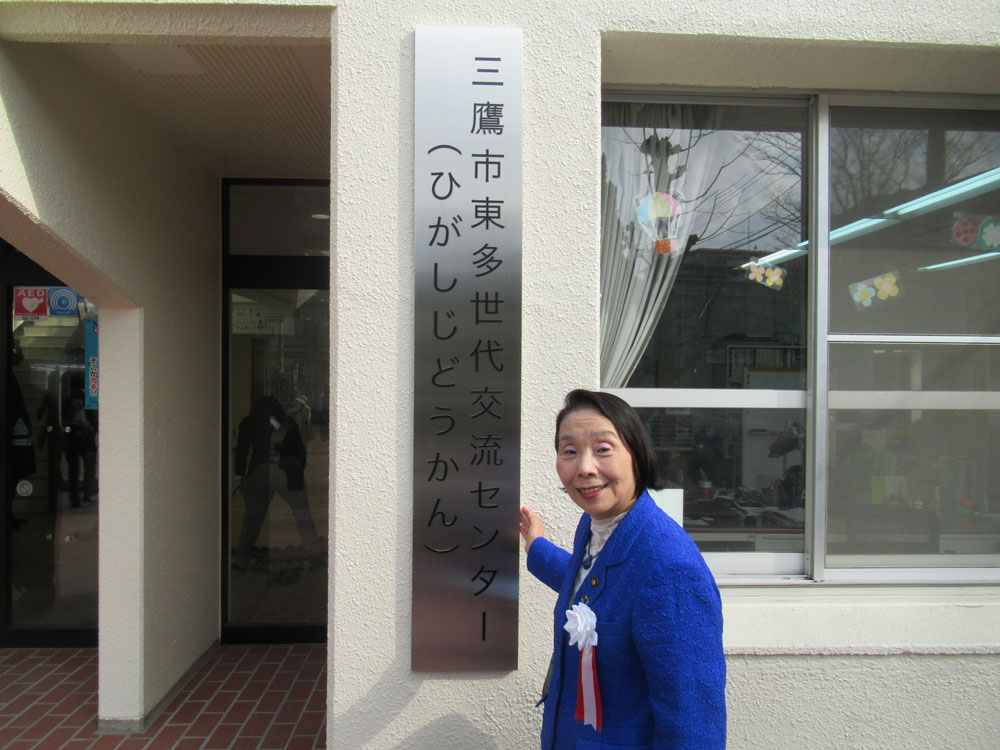 三鷹市東多世代交流センター
（ひがしじどうかん）
AED